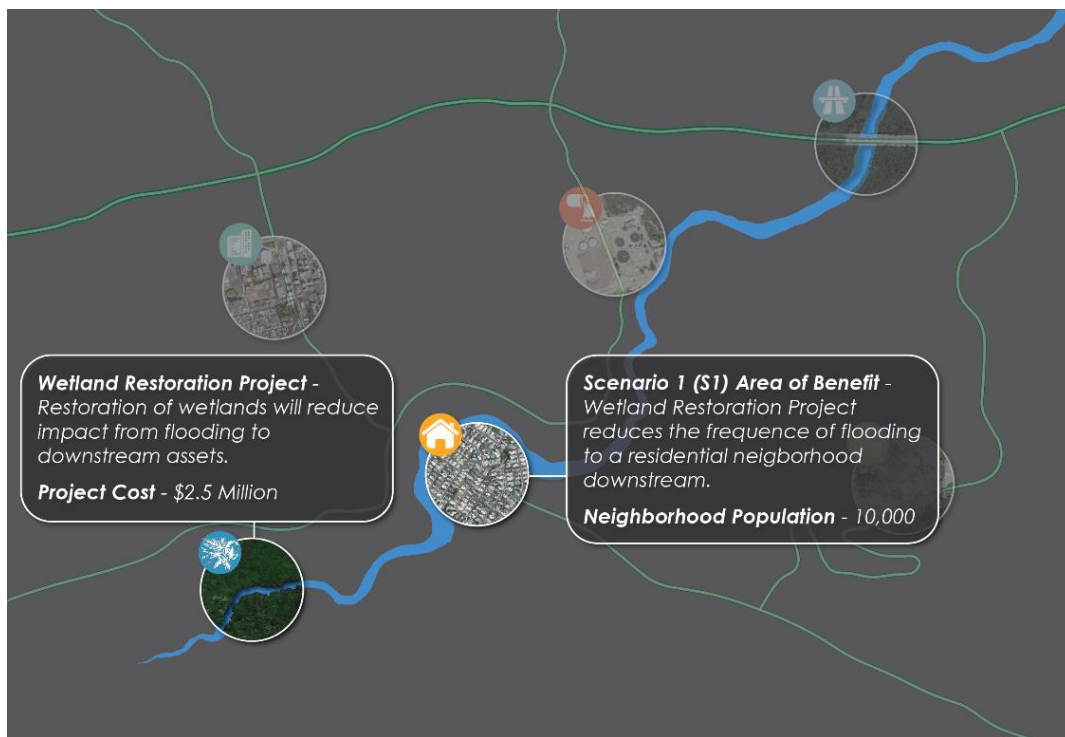 Wetland Restoration Project -
Restoration of wetlands will reduce
impact from flooding to
downstream assets.
Project Cost - $2.5 Million
Scenario 1 (S1) Area of Benefit -
Wetland Restoration Project
reduces the frequence of flooding
to a residential neigborhood
downstream.
Neighborhood Population - 10,000